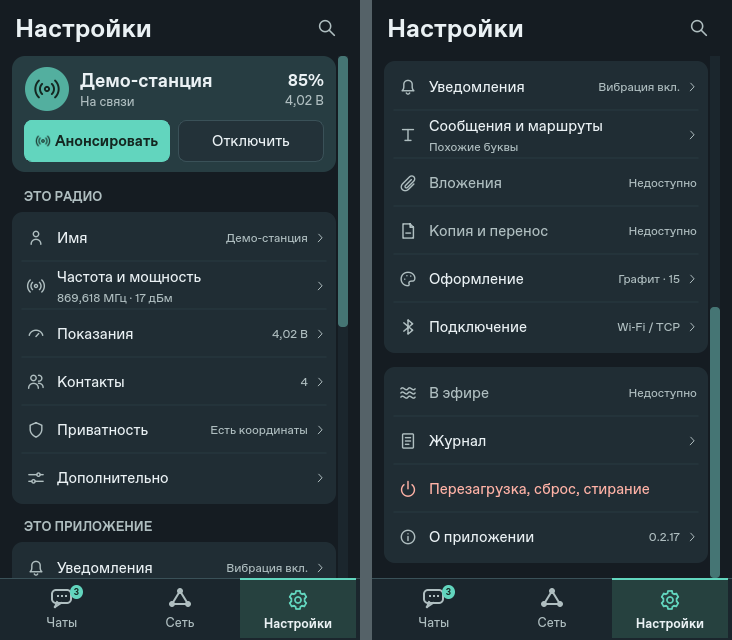 Настройки
Демо-станция
На связи
85%
4,02 В
Анонсировать
Отключить
ЭТО РАДИО
Имя
Демо-станция
Частота и мощность
869,618 МГц · 17 дБм
Показания
4,02 В
Контакты
4
Приватность
Есть координаты
Дополнительно
ЭТО ПРИЛОЖЕНИЕ
Уведомления
Вибрация вкл.
3
Чаты
Сеть
Настройки
Настройки
Уведомления
Вибрация вкл.
Сообщения и маршруты
Похожие буквы
Вложения
Недоступно
Копия и перенос
Недоступно
Оформление
Графит · 15
Подключение
Wi-Fi / TCP
В эфире
Недоступно
Журнал
Перезагрузка, сброс, стирание
О приложении
0.2.17
3
Чаты
Сеть
Настройки